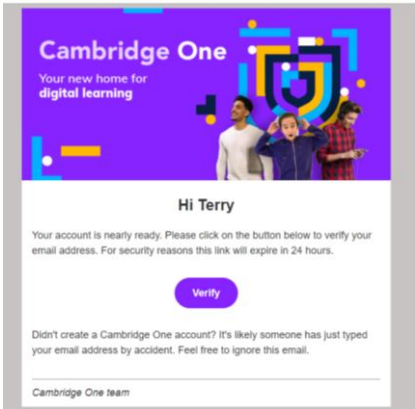 Cambridge One
Your new home for
digital learning
Hi Terry
Your account is nearly ready. Please click on the button below to verify your
email address. For security reasons this link will expire in 24 hours.
Verify
Didn't create a Cambridge One account? It's likely someone has just typed
your email address by accident. Feel free to ignore this email.
Cambridge One team